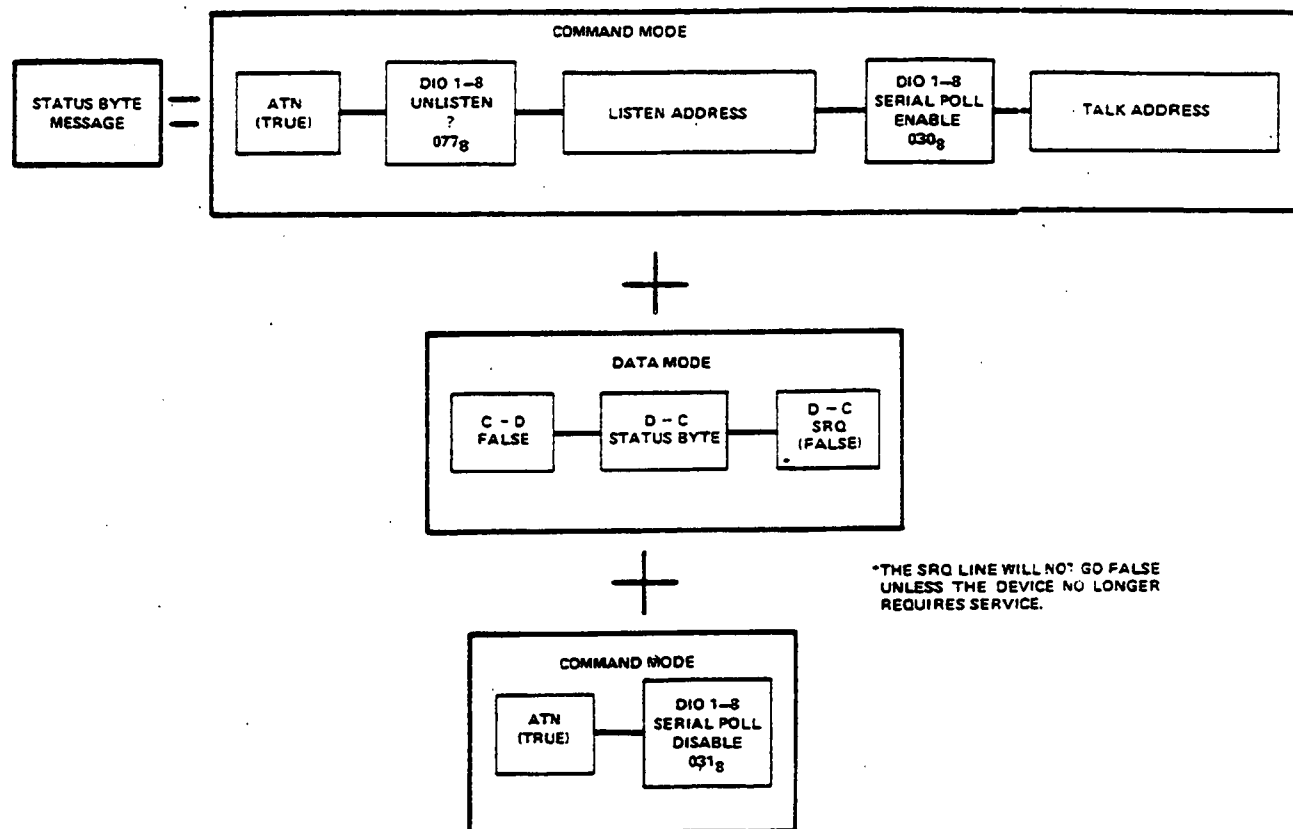 COMMAND MODE
STATUS BYTE
MESSAGE
=
ATN
(TRUE)
DIO 1–8
UNLISTEN
?
077₈
LISTEN ADDRESS
DIO 1–8
SERIAL POLL
ENABLE
030₈
TALK ADDRESS
+
DATA MODE
C – D
FALSE
D – C
STATUS BYTE
D – C
SRQ
(FALSE)
*
+
*THE SRQ LINE WILL NOT GO FALSE
UNLESS THE DEVICE NO LONGER
REQUIRES SERVICE.
COMMAND MODE
ATN
(TRUE)
DIO 1–8
SERIAL POLL
DISABLE
031₈